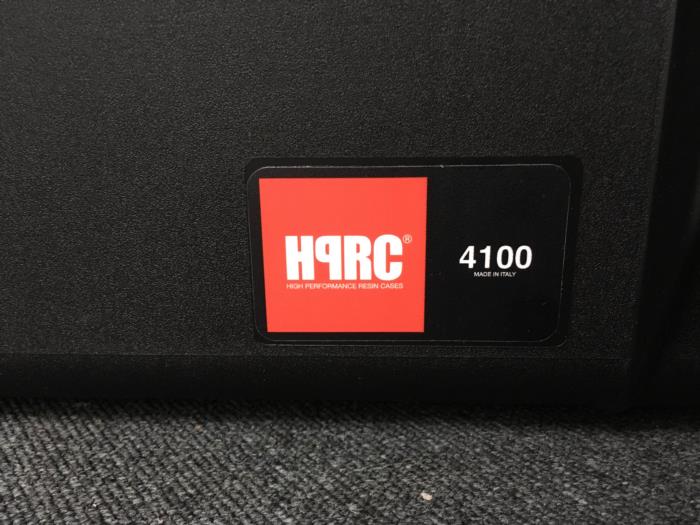 HPRC®
HIGH PERFORMANCE RESIN CASES
4100
MADE IN ITALY